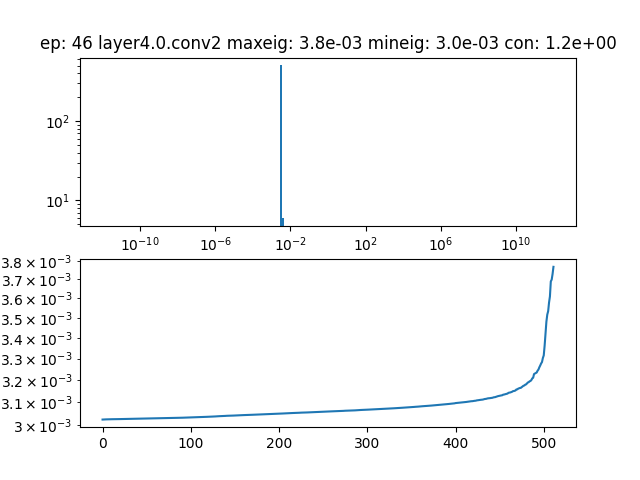 ep: 46 layer4.0.conv2 maxeig: 3.8e-03 mineig: 3.0e-03 con: 1.2e+00
10²
10¹
10⁻¹⁰ 10⁻⁶ 10⁻² 10² 10⁶ 10¹⁰
3.8 × 10⁻³
3.7 × 10⁻³
3.6 × 10⁻³
3.5 × 10⁻³
3.4 × 10⁻³
3.3 × 10⁻³
3.2 × 10⁻³
3.1 × 10⁻³
3 × 10⁻³
0 100 200 300 400 500